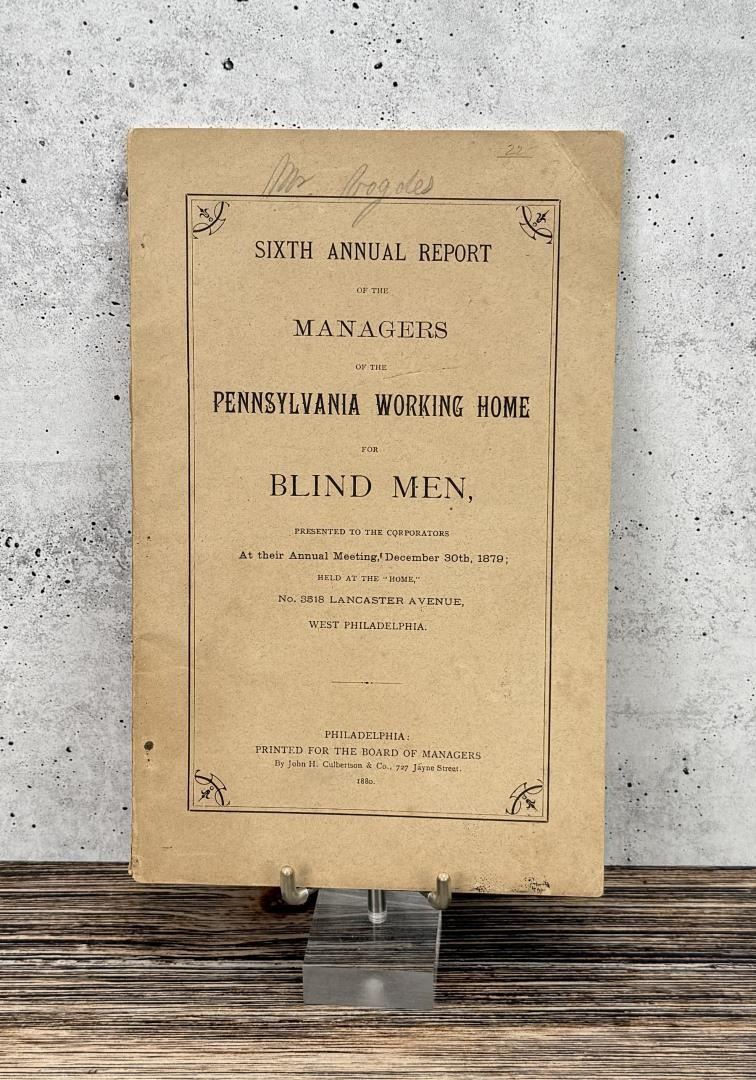 22
Mr. Vogdes
SIXTH ANNUAL REPORT
OF THE
MANAGERS
OF THE
PENNSYLVANIA WORKING HOME
FOR
BLIND MEN,
PRESENTED TO THE CORPORATORS
At their Annual Meeting, December 30th, 1879;
HELD AT THE "HOME,"
No. 3518 LANCASTER AVENUE,
WEST PHILADELPHIA.
PHILADELPHIA:
PRINTED FOR THE BOARD OF MANAGERS
By John H. Culbertson & Co., 727 Jayne Street.
1880.